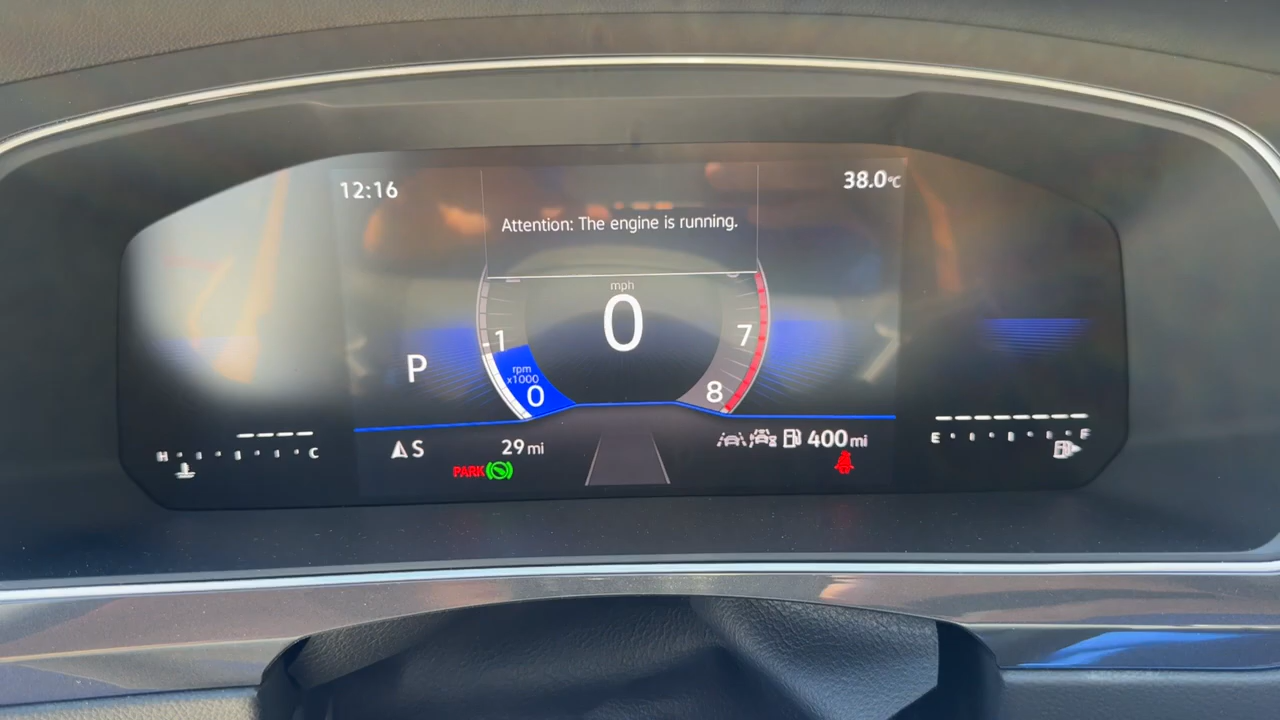 12:16
38.0°C
Attention: The engine is running.
mph
0
1
7
P
rpm
x1000
0
8
E
F
H
C
S
29 mi
400 mi
PARK